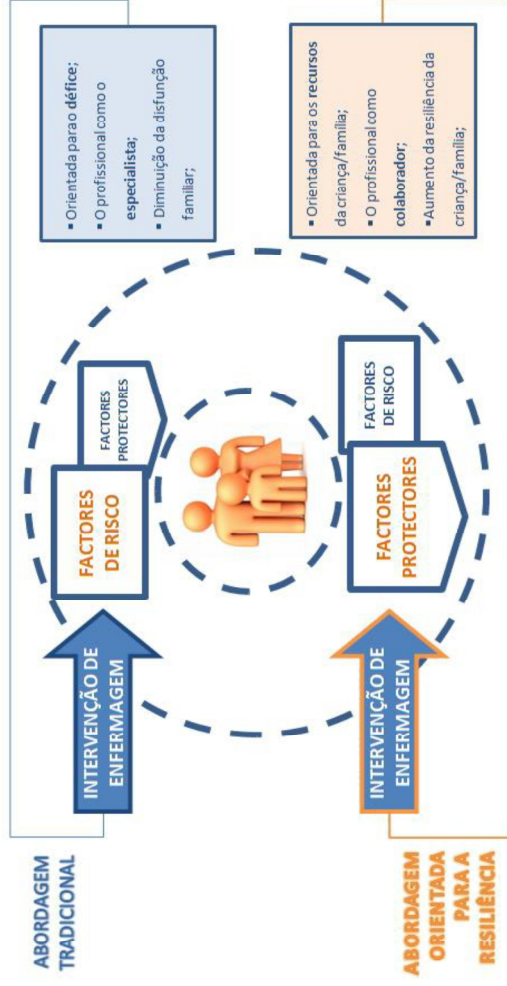 ABORDAGEM
TRADICIONAL
INTERVENÇÃO DE
ENFERMAGEM
FACTORES
DE RISCO
FACTORES
PROTECTORES
▪ Orientada parao défice;
▪ O profissional como o
especialista;
▪ Diminuição da disfunção
familiar;
ABORDAGEM
ORIENTADA
PARA A
RESILIÊNCIA
INTERVENÇÃO DE
ENFERMAGEM
FACTORES
PROTECTORES
FACTORES
DE RISCO
▪ Orientada para os recursos
da criança/família;
▪ O profissional como
colaborador;
▪Aumento da resiliência da
criança/família;